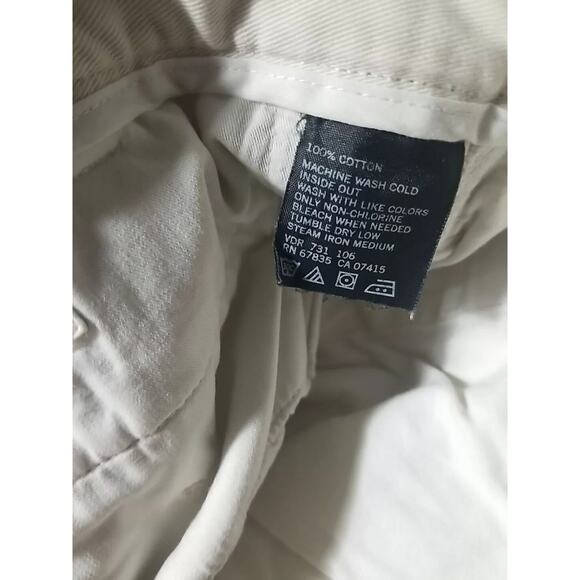 100% COTTON
MACHINE WASH COLD
INSIDE OUT
WASH WITH LIKE COLORS
ONLY NON-CHLORINE
BLEACH WHEN NEEDED
TUMBLE DRY LOW
STEAM IRON MEDIUM
VDR 731 106
RN 67835 CA 07415